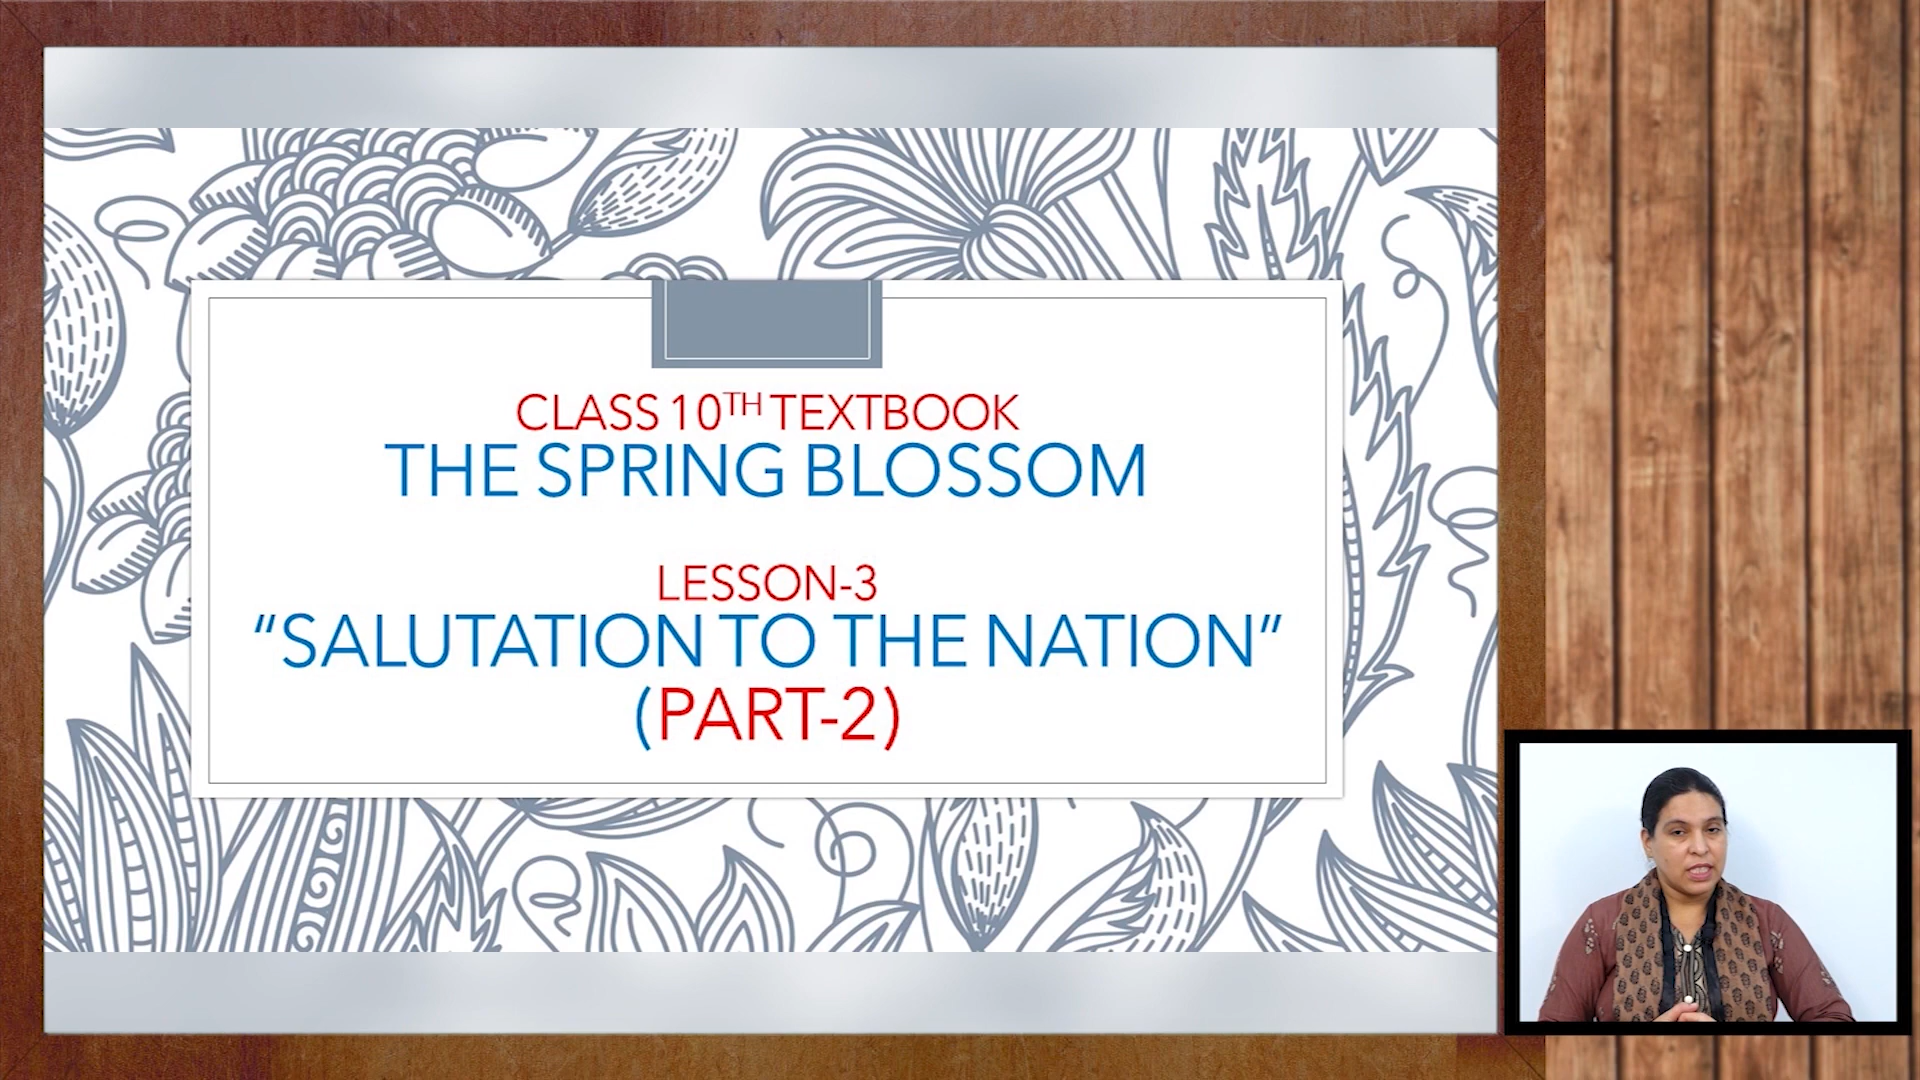 CLASS 10TH TEXTBOOK
THE SPRING BLOSSOM
LESSON-3
“SALUTATION TO THE NATION”
(PART-2)